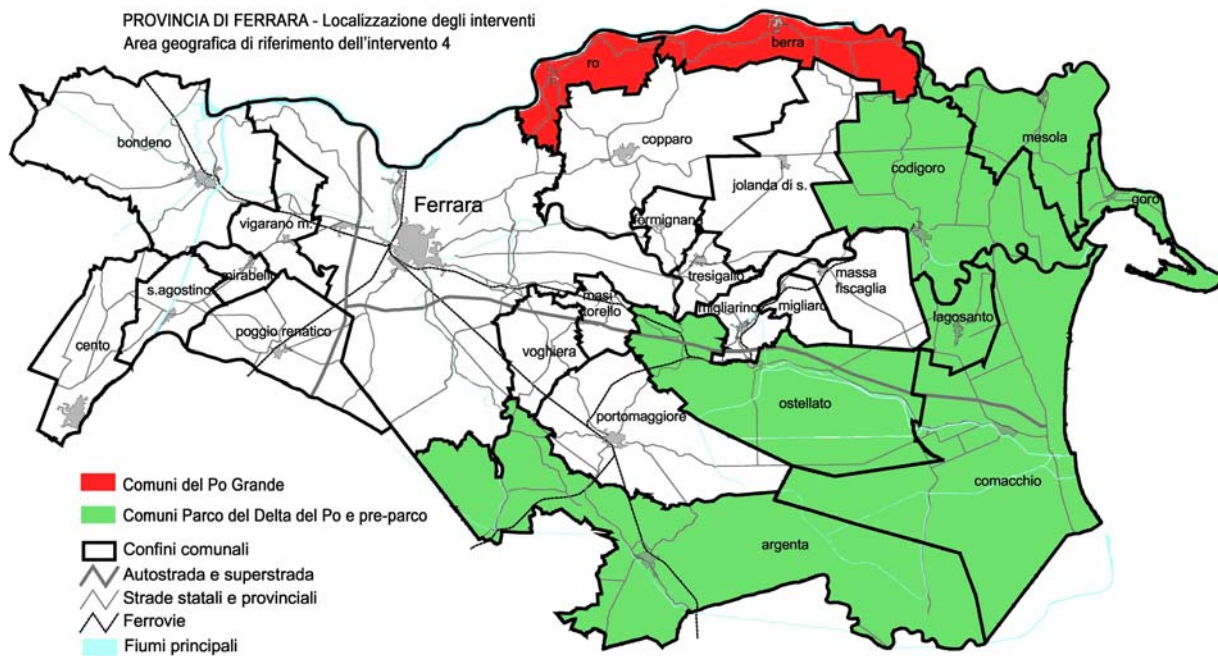 PROVINCIA DI FERRARA - Localizzazione degli interventi
Area geografica di riferimento dell'intervento 4
ro
berra
bondeno
copparo
mesola
codigoro
jolanda di s.
goro
Ferrara
formignana
vigarano m.
tresigallo
massa
fiscaglia
mirabello
s.agostino
masi
torello
migliarino
migliaro
lagosanto
poggio renatico
cento
voghiera
ostellato
portomaggiore
comacchio
argenta
Comuni del Po Grande
Comuni Parco del Delta del Po e pre-parco
Confini comunali
Autostrada e superstrada
Strade statali e provinciali
Ferrovie
Fiumi principali